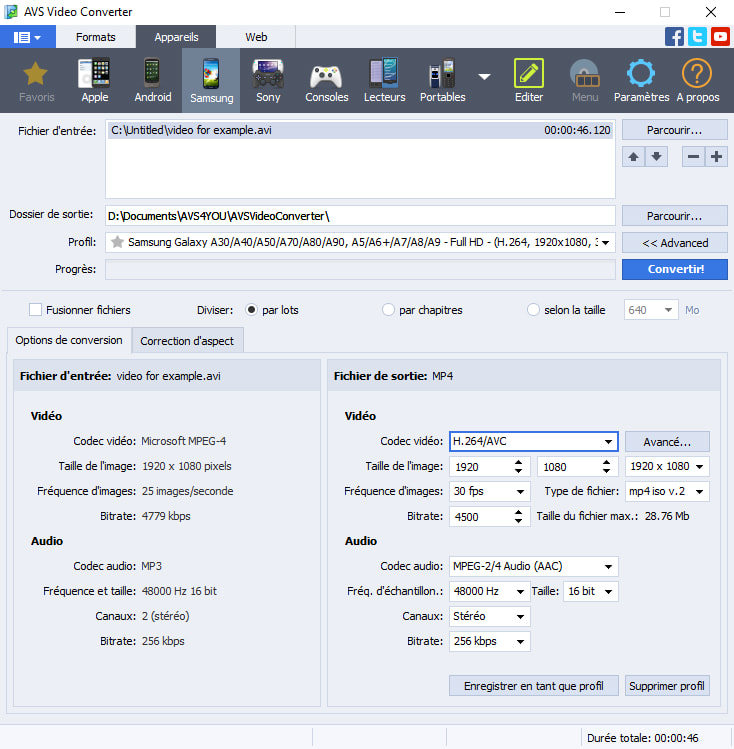 AVS Video Converter
Formats Appareils Web
Favoris Apple Android Samsung Sony Consoles Lecteurs Portables Editer Menu Paramètres A propos
Fichier d'entrée: C:\Untitled\video for example.avi 00:00:46.120 Parcourir...
Dossier de sortie: D:\Documents\AVS4YOU\AVSVideoConverter\ Parcourir...
Profil: Samsung Galaxy A30/A40/A50/A70/A80/A90, A5/A6+/A7/A8/A9 - Full HD - (H.264, 1920x1080, << Advanced
Progrès: Convertir!
Fusionner fichiers Diviser: par lots par chapitres selon la taille 640 Mo
Options de conversion Correction d'aspect
Fichier d'entrée: video for example.avi Fichier de sortie: MP4
Vidéo Vidéo
Codec vidéo: Microsoft MPEG-4 Codec vidéo: H.264/AVC Avancé...
Taille de l'image: 1920 x 1080 pixels Taille de l'image: 1920 1080 1920 x 1080
Fréquence d'images: 25 images/seconde Fréquence d'images: 30 fps Type de fichier: mp4 iso v.2
Bitrate: 4779 kbps Bitrate: 4500 Taille du fichier max.: 28.76 Mb
Audio Audio
Codec audio: MP3 Codec audio: MPEG-2/4 Audio (AAC)
Fréquence et taille: 48000 Hz 16 bit Fréq. d'échantillon.: 48000 Hz Taille: 16 bit
Canaux: 2 (stéréo) Canaux: Stéréo
Bitrate: 256 kbps Bitrate: 256 kbps
Enregistrer en tant que profil Supprimer profil
Durée totale: 00:00:46